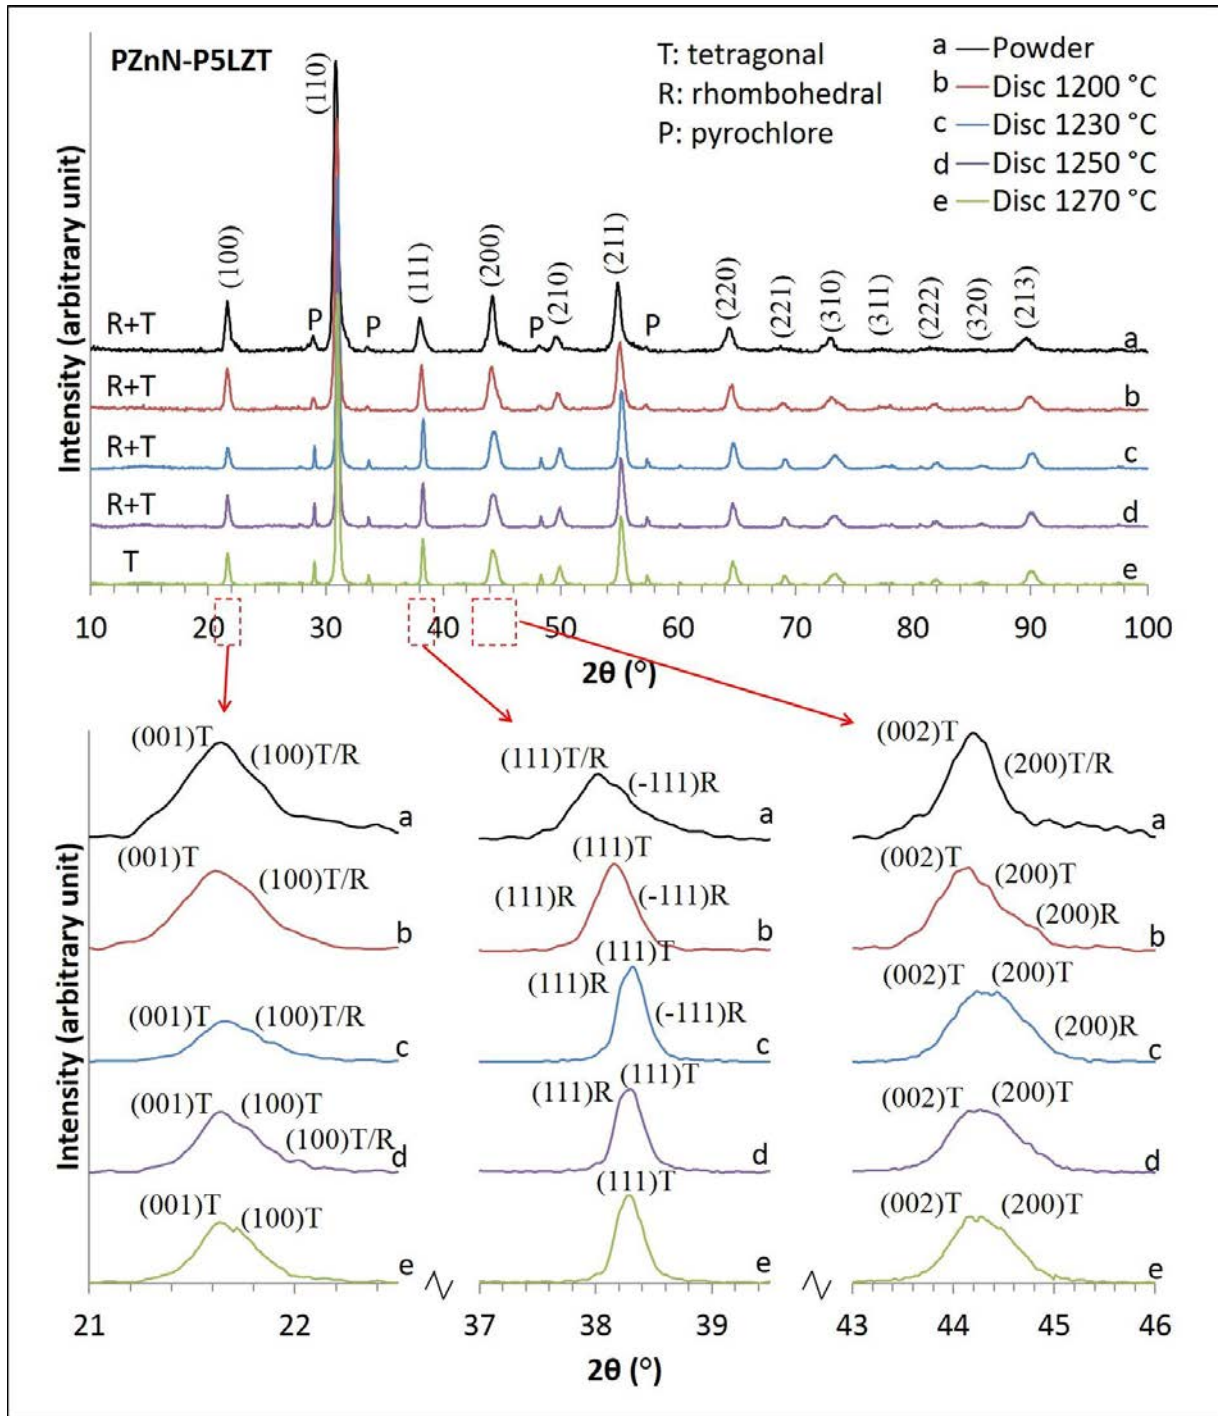 PZnN-P5LZT
T: tetragonal
R: rhombohedral
P: pyrochlore
a Powder
b Disc 1200 °C
c Disc 1230 °C
d Disc 1250 °C
e Disc 1270 °C
Intensity (arbitrary unit)
(100) (110) (111) (200) (210) (211) (220) (221) (310) (311) (222) (320) (213)
R+T P P P P a
R+T b
R+T c
R+T d
T e
10 20 30 40 50 60 70 80 90 100
2θ (°)
Intensity (arbitrary unit)
(001)T (100)T/R a (111)T/R (-111)R a (002)T (200)T/R a
(001)T (100)T/R b (111)R (111)T (-111)R b (002)T (200)T (200)R b
(001)T (100)T/R c (111)R (111)T (-111)R c (002)T (200)T (200)R c
(001)T (100)T (100)T/R d (111)R (111)T d (002)T (200)T d
(001)T (100)T e (111)T e (002)T (200)T e
21 22 37 38 39 43 44 45 46
2θ (°)